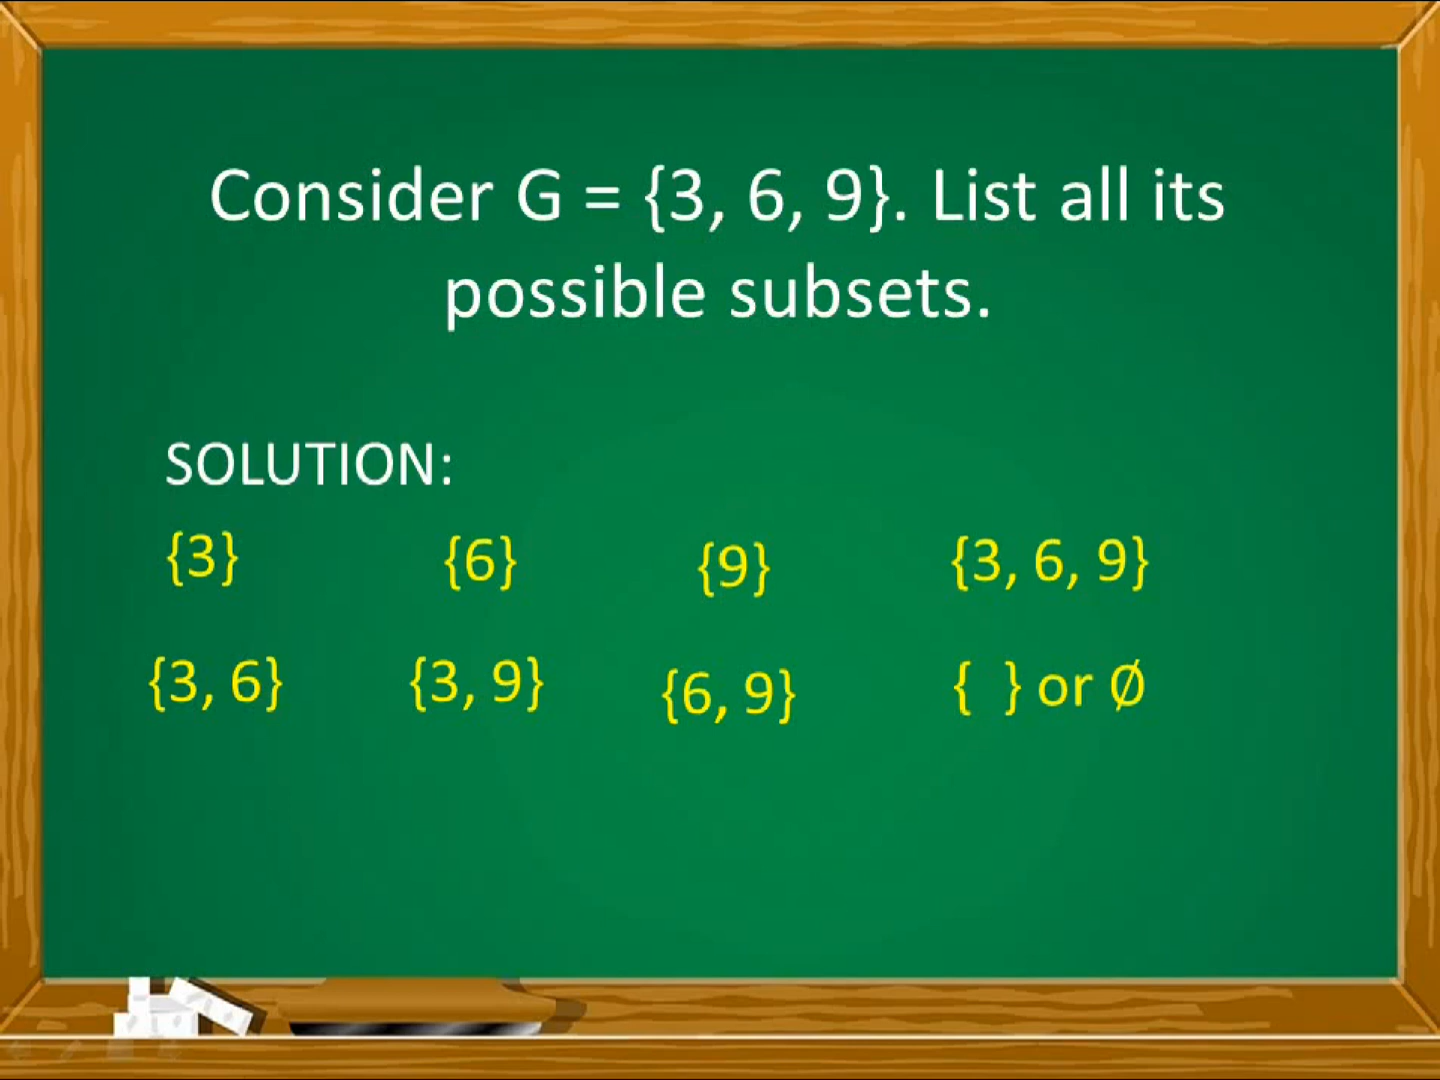 Consider G = {3, 6, 9}. List all its
possible subsets.
SOLUTION:
{3} {6} {9} {3, 6, 9}
{3, 6} {3, 9} {6, 9} { } or Ø